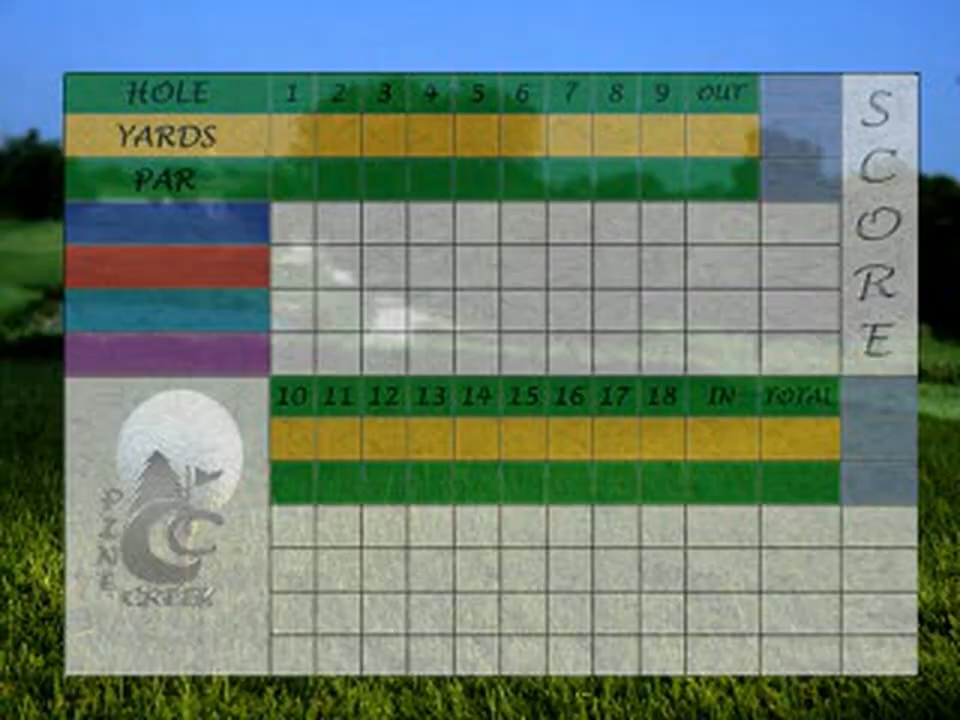 HOLE 1 2 3 4 5 6 7 8 9 OUT
YARDS
PAR
SCORE
10 11 12 13 14 15 16 17 18 IN TOTAL
PINE
CC
CREEK